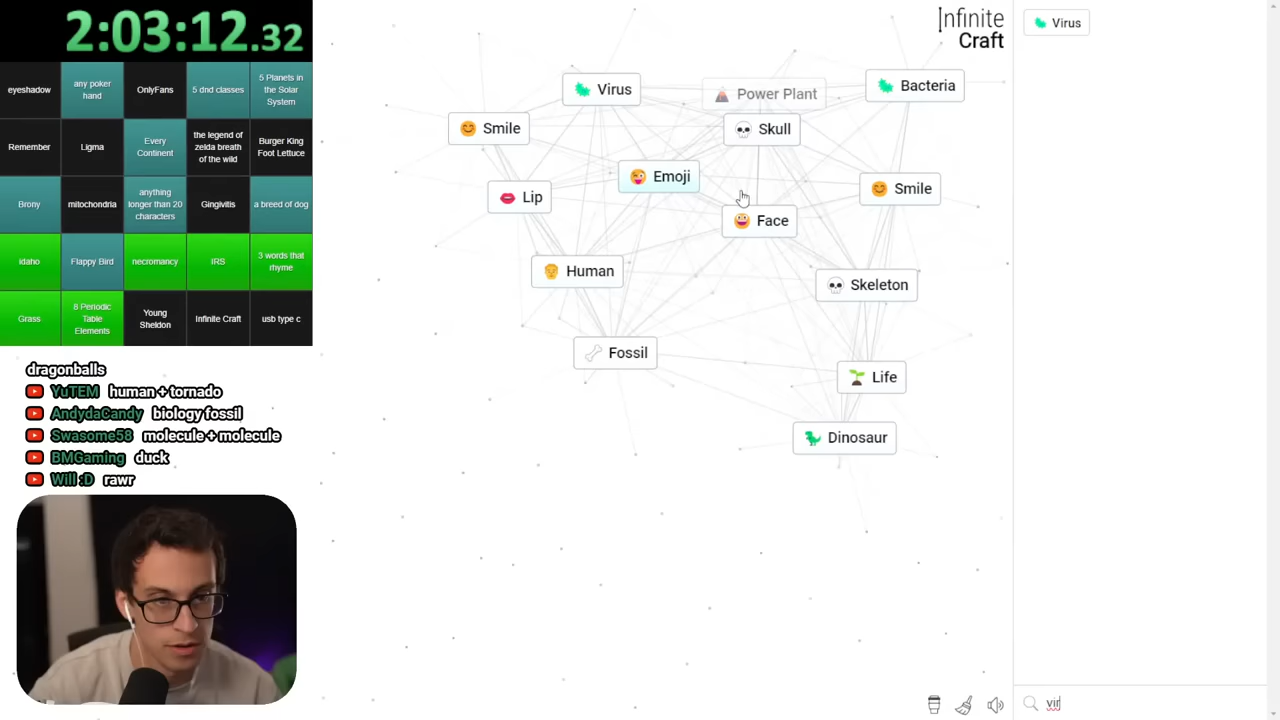 2:03:12.32
eyeshadow
any poker
hand
OnlyFans
5 dnd classes
5 Planets in
the Solar
System
Remember
Ligma
Every
Continent
the legend of
zelda breath
of the wild
Burger King
Foot Lettuce
Brony
mitochondria
anything
longer than 20
characters
Gingivitis
a breed of dog
idaho
Flappy Bird
necromancy
IRS
3 words that
rhyme
Grass
8 Periodic
Table
Elements
Young
Sheldon
Infinite Craft
usb type c
dragonballs
YuTEM human + tornado
AndydaCandy biology fossil
Swasome58 molecule + molecule
BMGaming duck
Will :D rawr
Infinite
Craft
Virus
Power Plant
Bacteria
Smile
Skull
Emoji
Lip
Smile
Face
Human
Skeleton
Fossil
Life
Dinosaur
Virus
vir